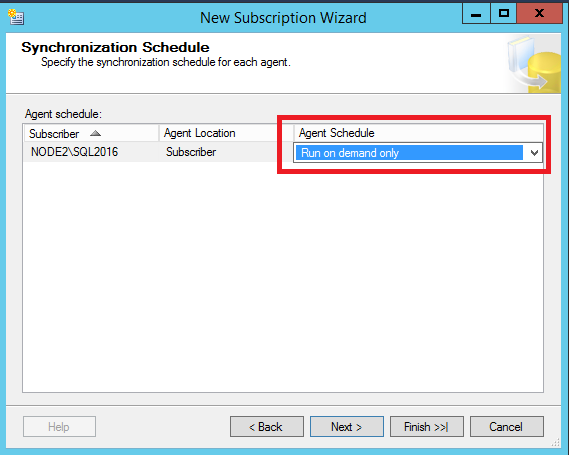 New Subscription Wizard
Synchronization Schedule
Specify the synchronization schedule for each agent.
Agent schedule:
Subscriber Agent Location Agent Schedule
NODE2\SQL2016 Subscriber Run on demand only
Help < Back Next > Finish >>| Cancel